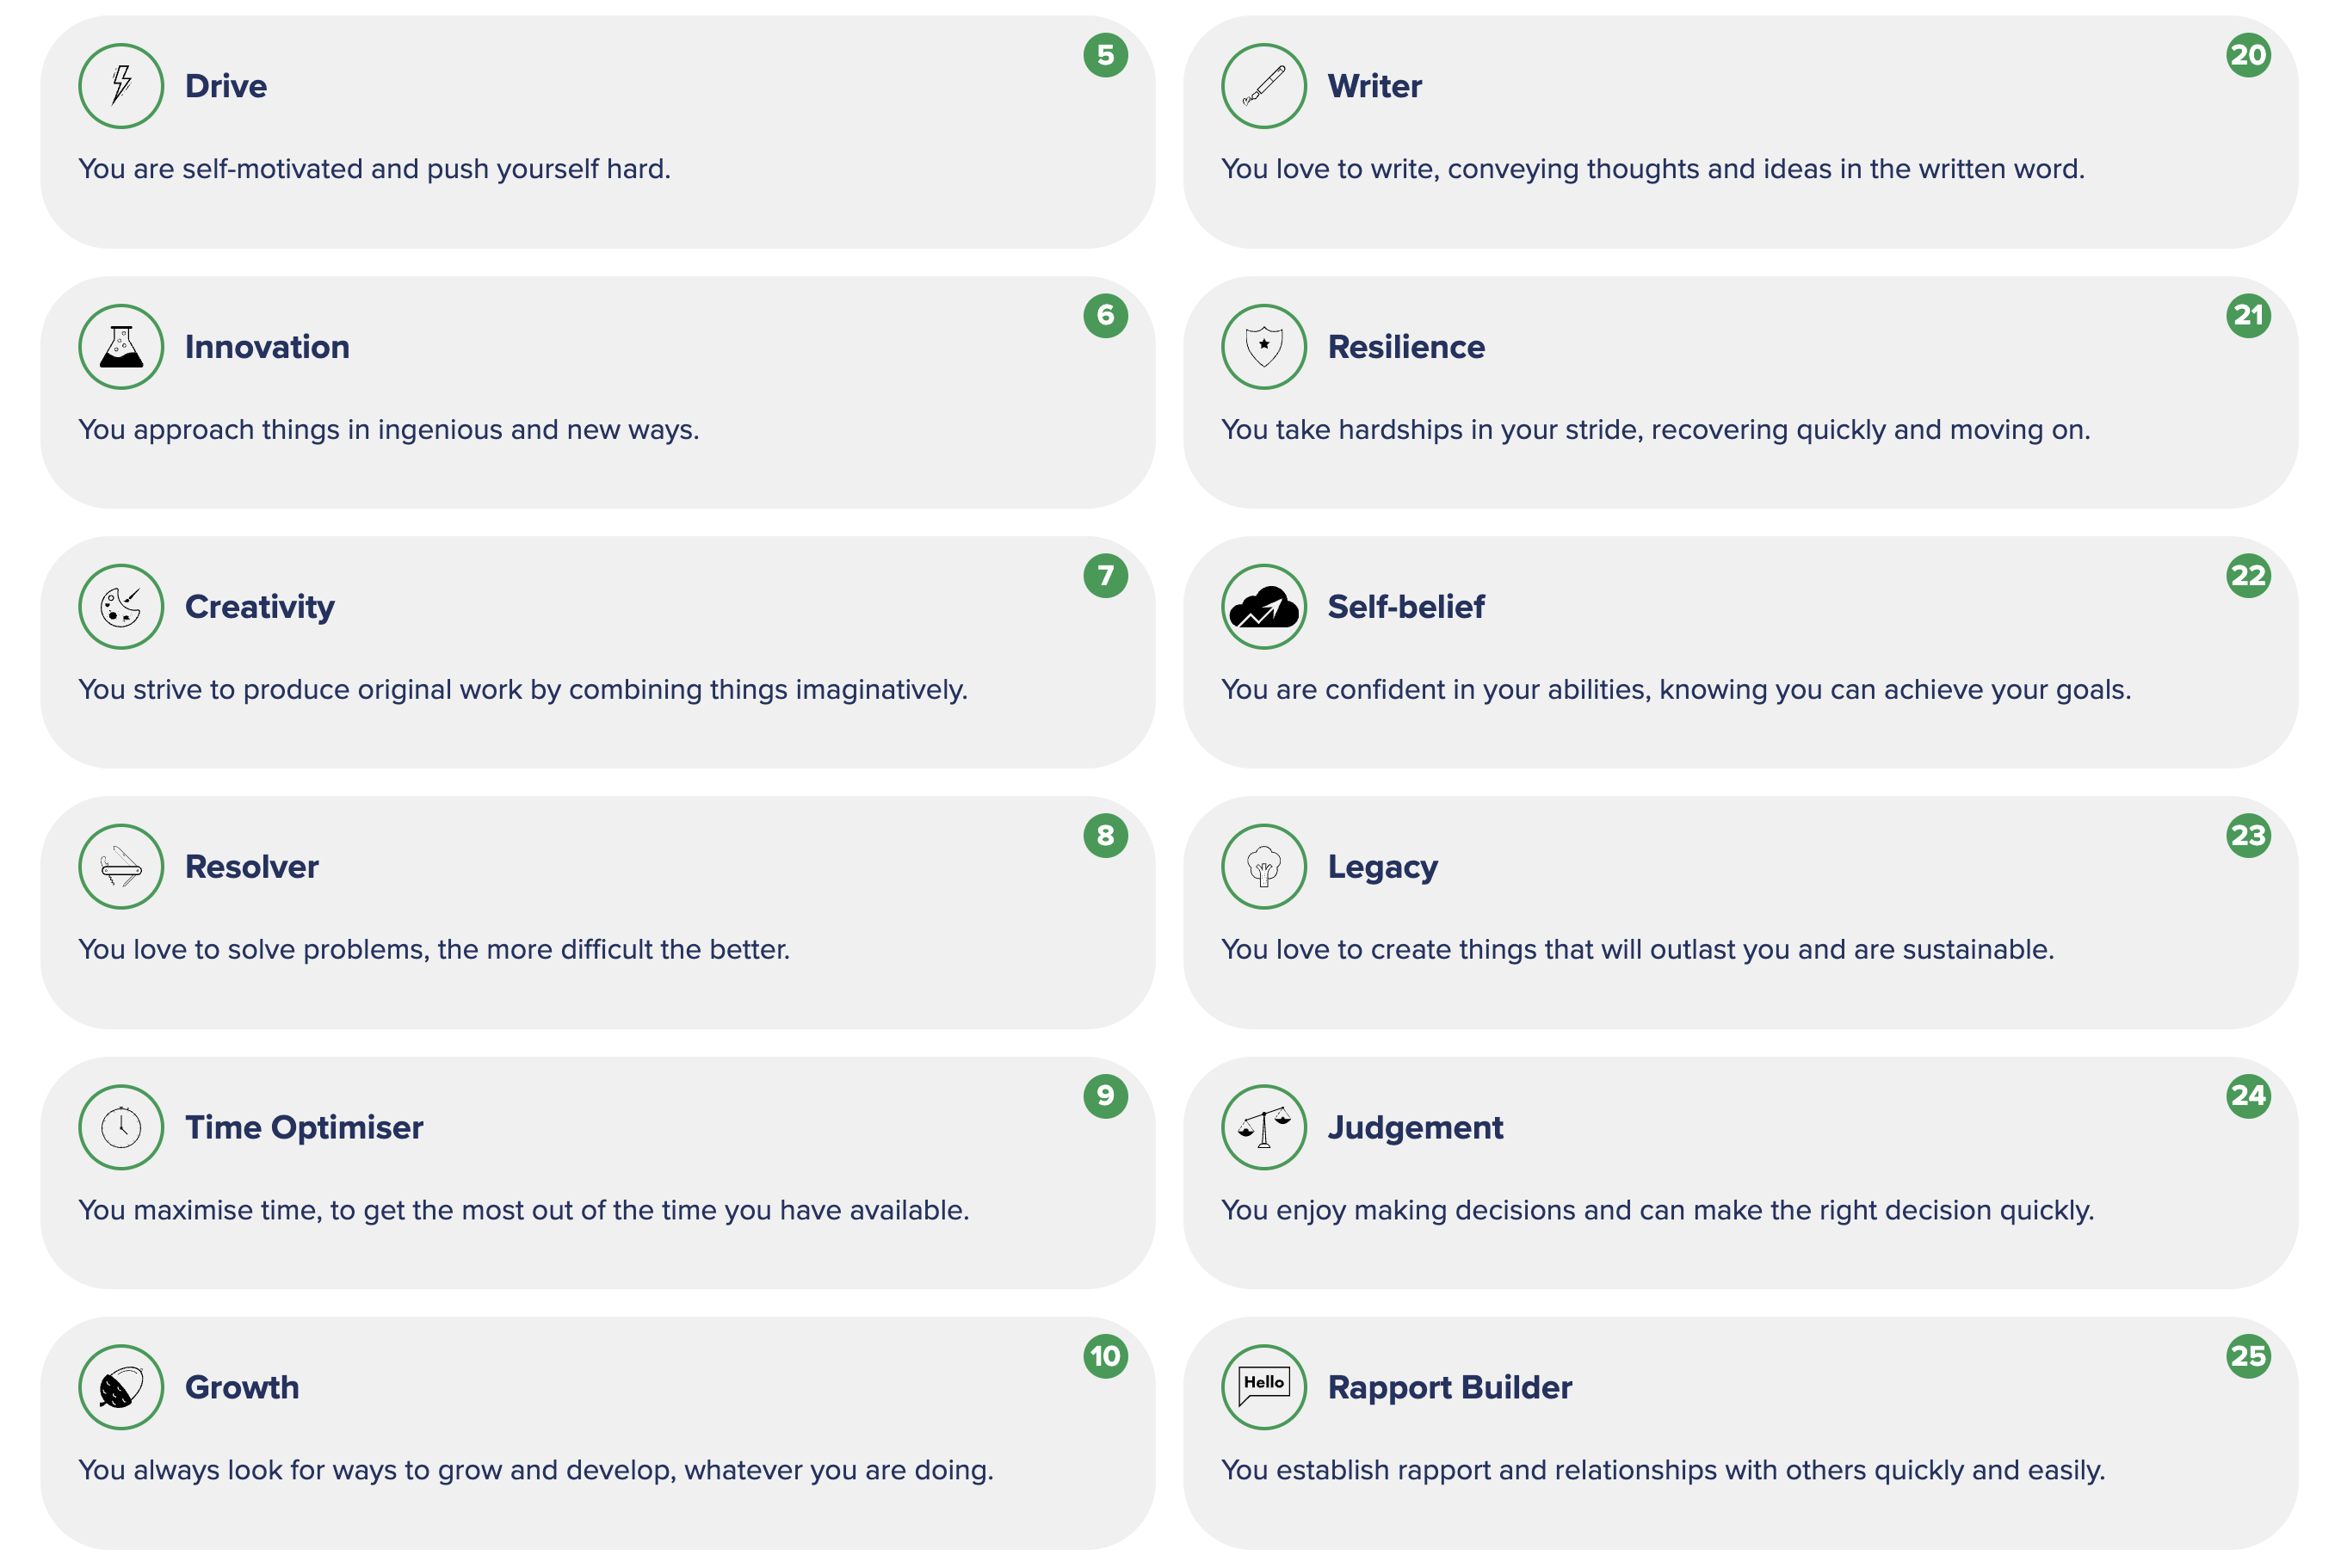 5
Drive
You are self-motivated and push yourself hard.
6
Innovation
You approach things in ingenious and new ways.
7
Creativity
You strive to produce original work by combining things imaginatively.
8
Resolver
You love to solve problems, the more difficult the better.
9
Time Optimiser
You maximise time, to get the most out of the time you have available.
10
Growth
You always look for ways to grow and develop, whatever you are doing.
20
Writer
You love to write, conveying thoughts and ideas in the written word.
21
Resilience
You take hardships in your stride, recovering quickly and moving on.
22
Self-belief
You are confident in your abilities, knowing you can achieve your goals.
23
Legacy
You love to create things that will outlast you and are sustainable.
24
Judgement
You enjoy making decisions and can make the right decision quickly.
25
Hello
Rapport Builder
You establish rapport and relationships with others quickly and easily.